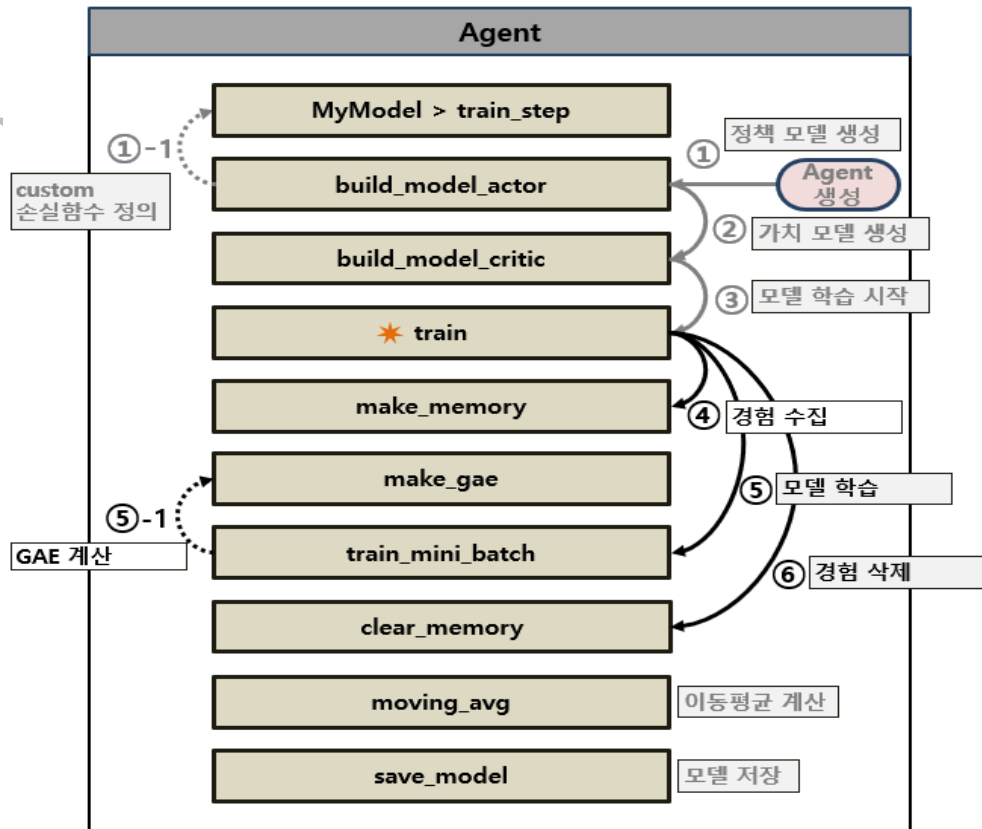 Agent
MyModel > train_step
정책 모델 생성
①-1
①
build_model_actor
Agent
생성
custom
손실함수 정의
②
가치 모델 생성
build_model_critic
③
모델 학습 시작
train
make_memory
④
경험 수집
make_gae
⑤
모델 학습
⑤-1
GAE 계산
train_mini_batch
⑥
경험 삭제
clear_memory
moving_avg
이동평균 계산
save_model
모델 저장